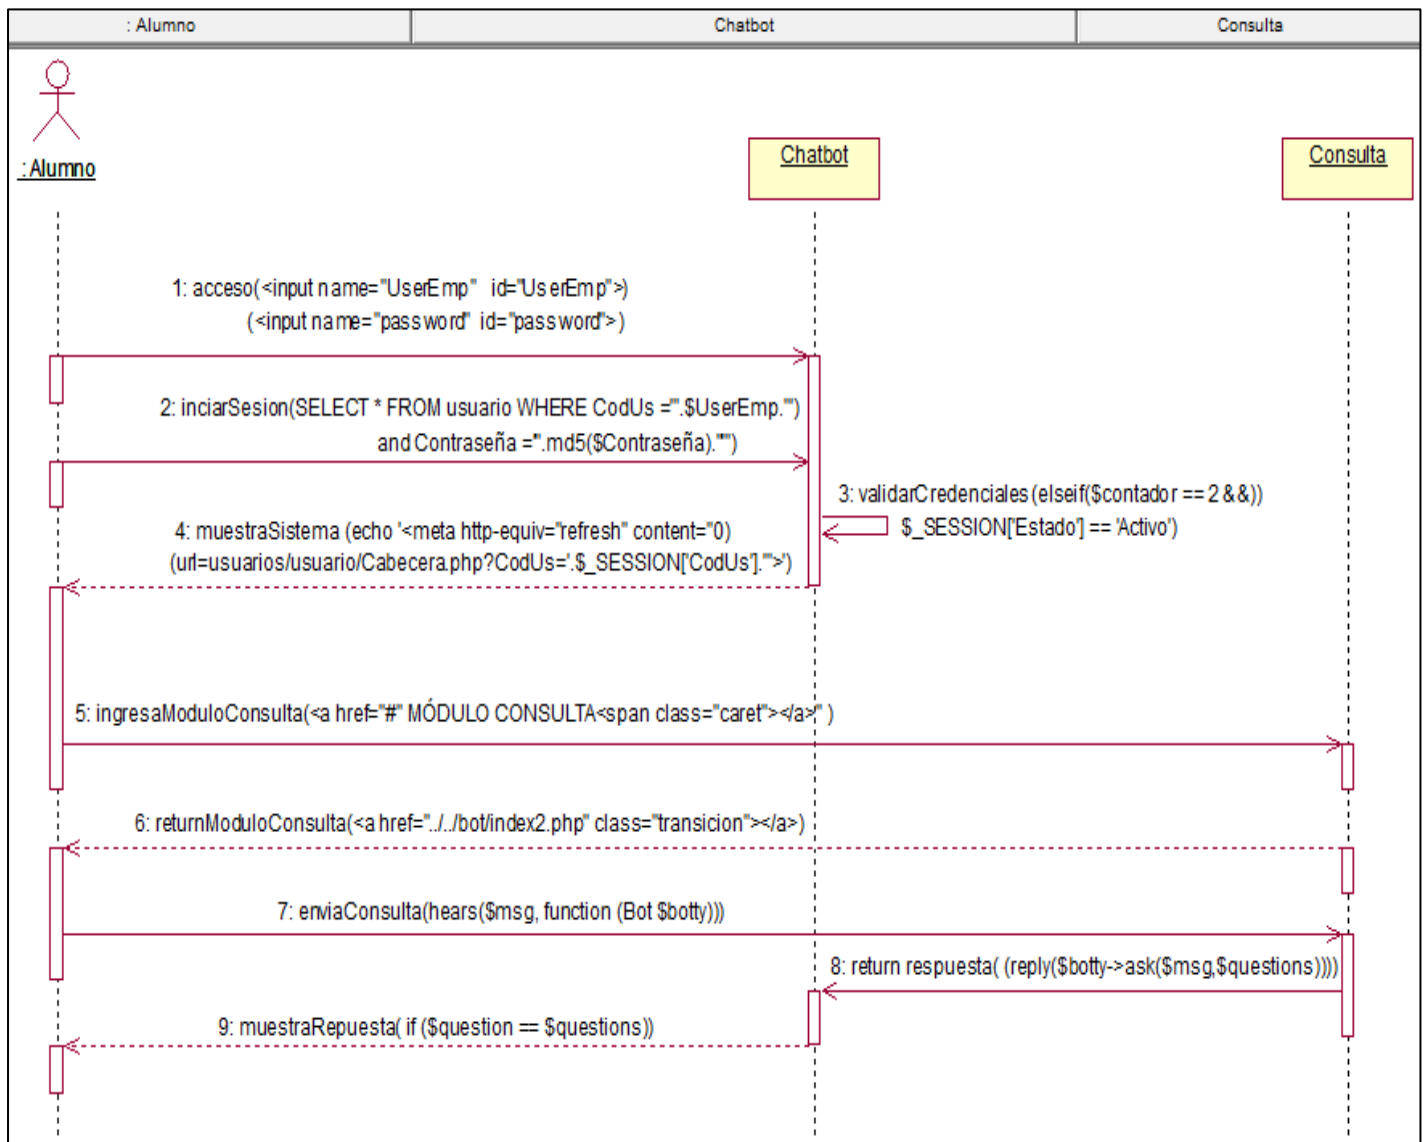 : Alumno
Chatbot
Consulta
: Alumno
Chatbot
Consulta
1: acceso(<input name="UserEmp" id="UserEmp">)
(<input name="password" id="password">)
2: inciarSesion(SELECT * FROM usuario WHERE CodUs ='".$UserEmp."')
and Contraseña ='".md5($Contraseña)."'")
3: validarCredenciales(elseif($contador == 2 &&))
$_SESSION['Estado'] == 'Activo')
4: muestraSistema (echo '<meta http-equiv="refresh" content="0)
(url=usuarios/usuario/Cabecera.php?CodUs='.$_SESSION['CodUs'].'">')
5: ingresaModuloConsulta(<a href="#" MÓDULO CONSULTA<span class="caret"></a>" )
6: returnModuloConsulta(<a href="../../bot/index2.php" class="transicion"></a>)
7: enviaConsulta(hears($msg, function (Bot $botty)))
8: return respuesta( (reply($botty->ask($msg,$questions))))
9: muestraRepuesta( if ($question == $questions))